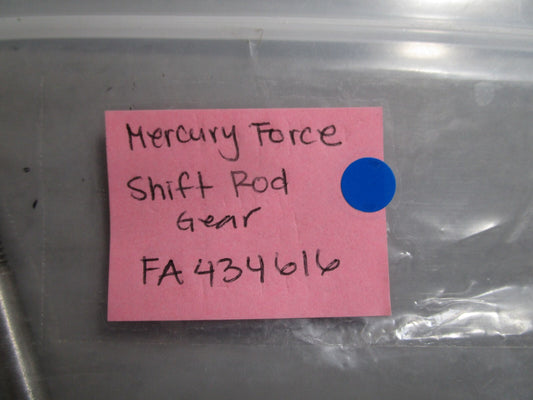 Mercury Force
Shift Rod
Gear
FA434616